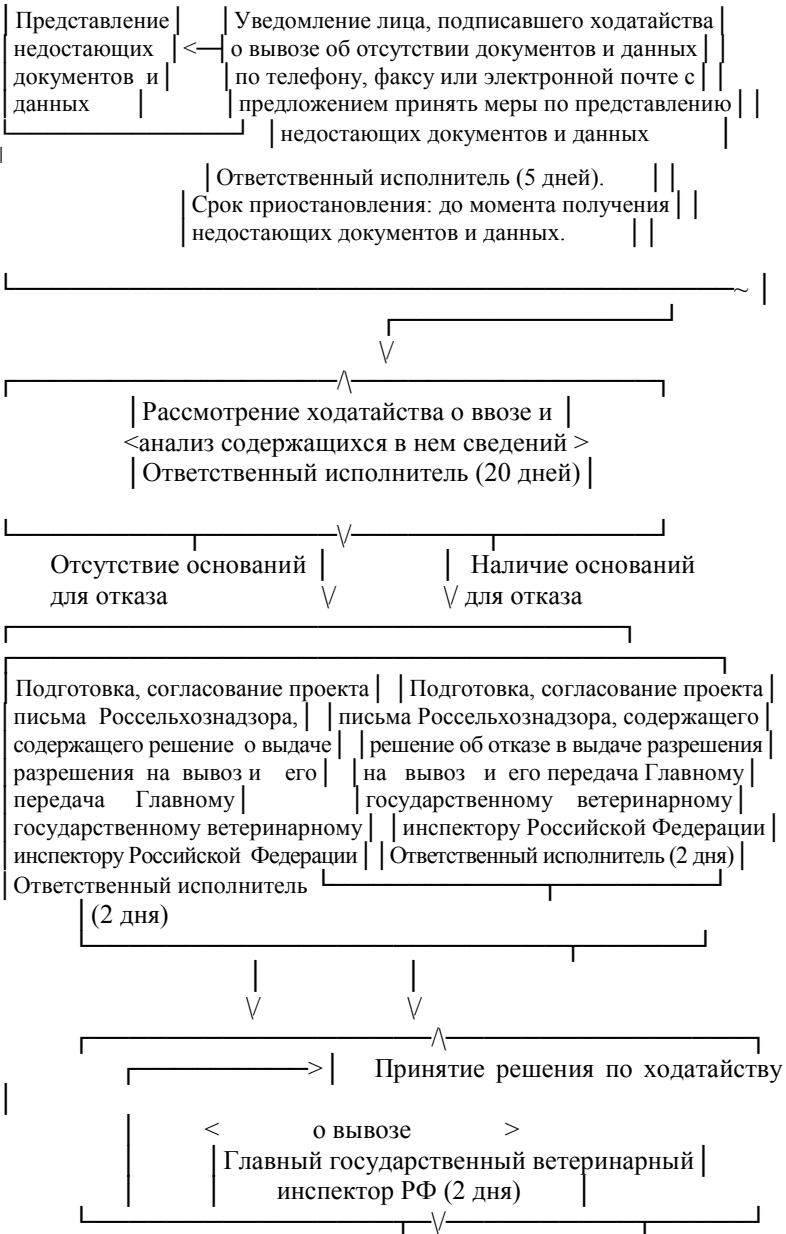 Представление Уведомление лица, подписавшего ходатайства
недостающих <─ о вывозе об отсутствии документов и данных
документов и по телефону, факсу или электронной почте с
данных предложением принять меры по представлению
недостающих документов и данных
Ответственный исполнитель (5 дней).
Срок приостановления: до момента получения
недостающих документов и данных.
Рассмотрение ходатайства о ввозе и
<анализ содержащихся в нем сведений >
Ответственный исполнитель (20 дней)
Отсутствие оснований Наличие оснований
для отказа для отказа
Подготовка, согласование проекта Подготовка, согласование проекта
письма Россельхознадзора, письма Россельхознадзора, содержащего
содержащего решение о выдаче решение об отказе в выдаче разрешения
разрешения на вывоз и его на вывоз и его передача Главному
передача Главному государственному ветеринарному
государственному ветеринарному инспектору Российской Федерации
инспектору Российской Федерации Ответственный исполнитель (2 дня)
Ответственный исполнитель
(2 дня)
> Принятие решения по ходатайству
< о вывозе >
Главный государственный ветеринарный
инспектор РФ (2 дня)